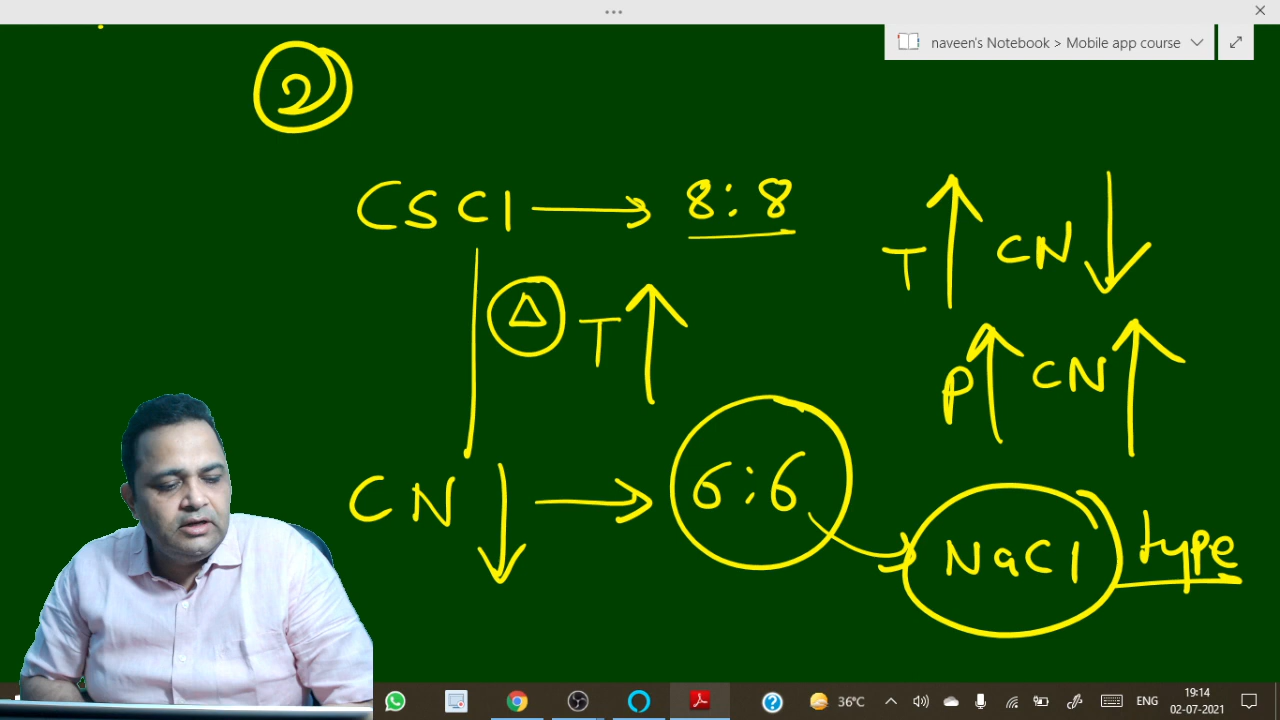 naveen's Notebook > Mobile app course
2
CSCl → 8:8
T ↑ CN ↓
Δ T ↑
P ↑ CN ↑
CN ↓ → 6:6
NaCl type
36°C
ENG
19:14
02-07-2021